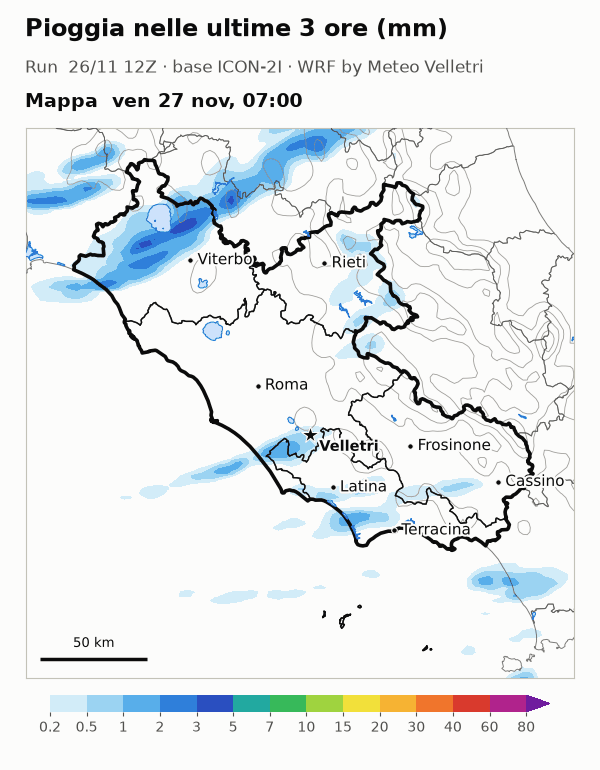 Pioggia nelle ultime 3 ore (mm)
Run  26/11 12Z · base ICON-2I · WRF by Meteo Velletri
Mappa  ven 27 nov, 07:00
Viterbo
Rieti
Roma
Velletri
Frosinone
Latina
Cassino
Terracina
50 km
0.2 0.5 1 2 3 5 7 10 15 20 30 40 60 80